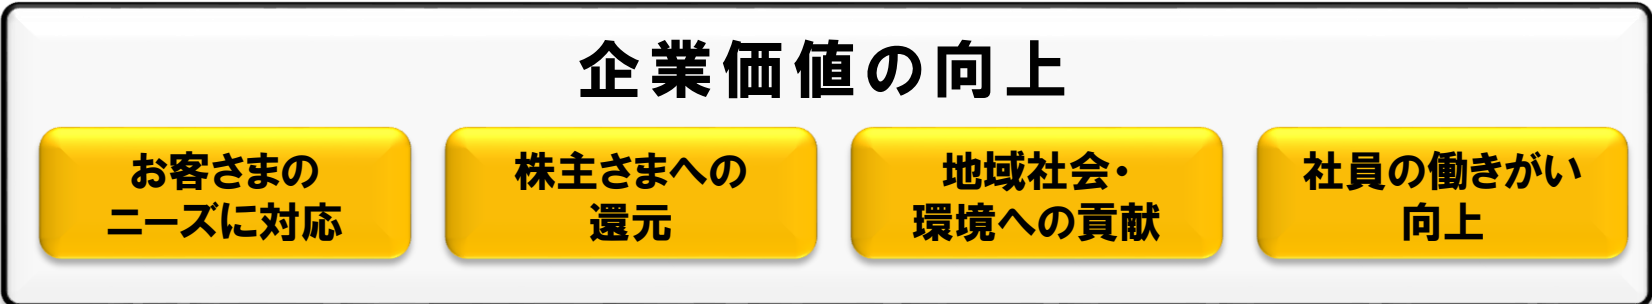 企業価値の向上
お客さまの
ニーズに対応
株主さまへの
還元
地域社会・
環境への貢献
社員の働きがい
向上